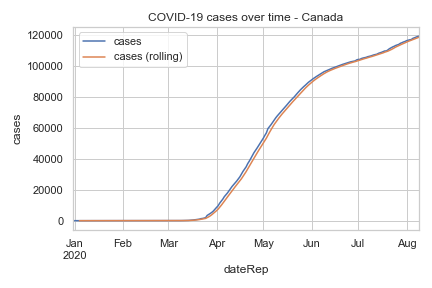 COVID-19 cases over time - Canada
cases
cases (rolling)
120000
100000
80000
60000
40000
20000
0
cases
Jan Feb Mar Apr May Jun Jul Aug
2020
dateRep